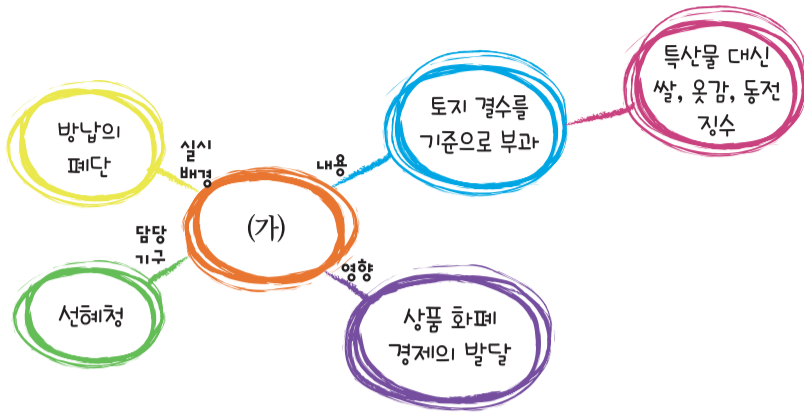 방납의
폐단
실시
배경
(가)
내용
토지 결수를
기준으로 부과
특산물 대신
쌀, 옷감, 동전
징수
담당
기구
선혜청
영향
상품 화폐
경제의 발달